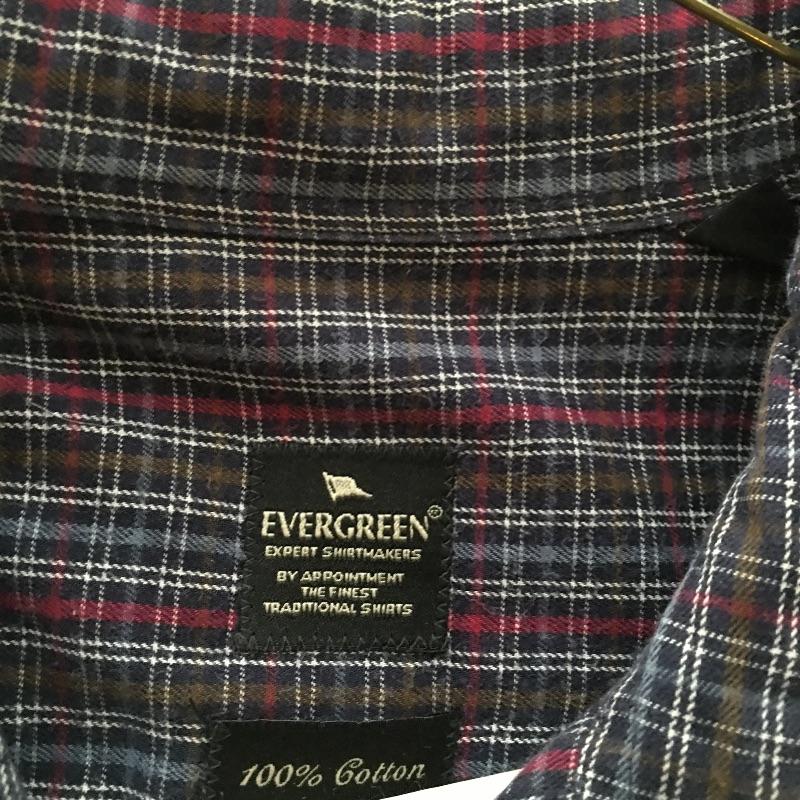 EVERGREEN®
EXPERT SHIRTMAKERS
BY APPOINTMENT
THE FINEST
TRADITIONAL SHIRTS
100% Cotton